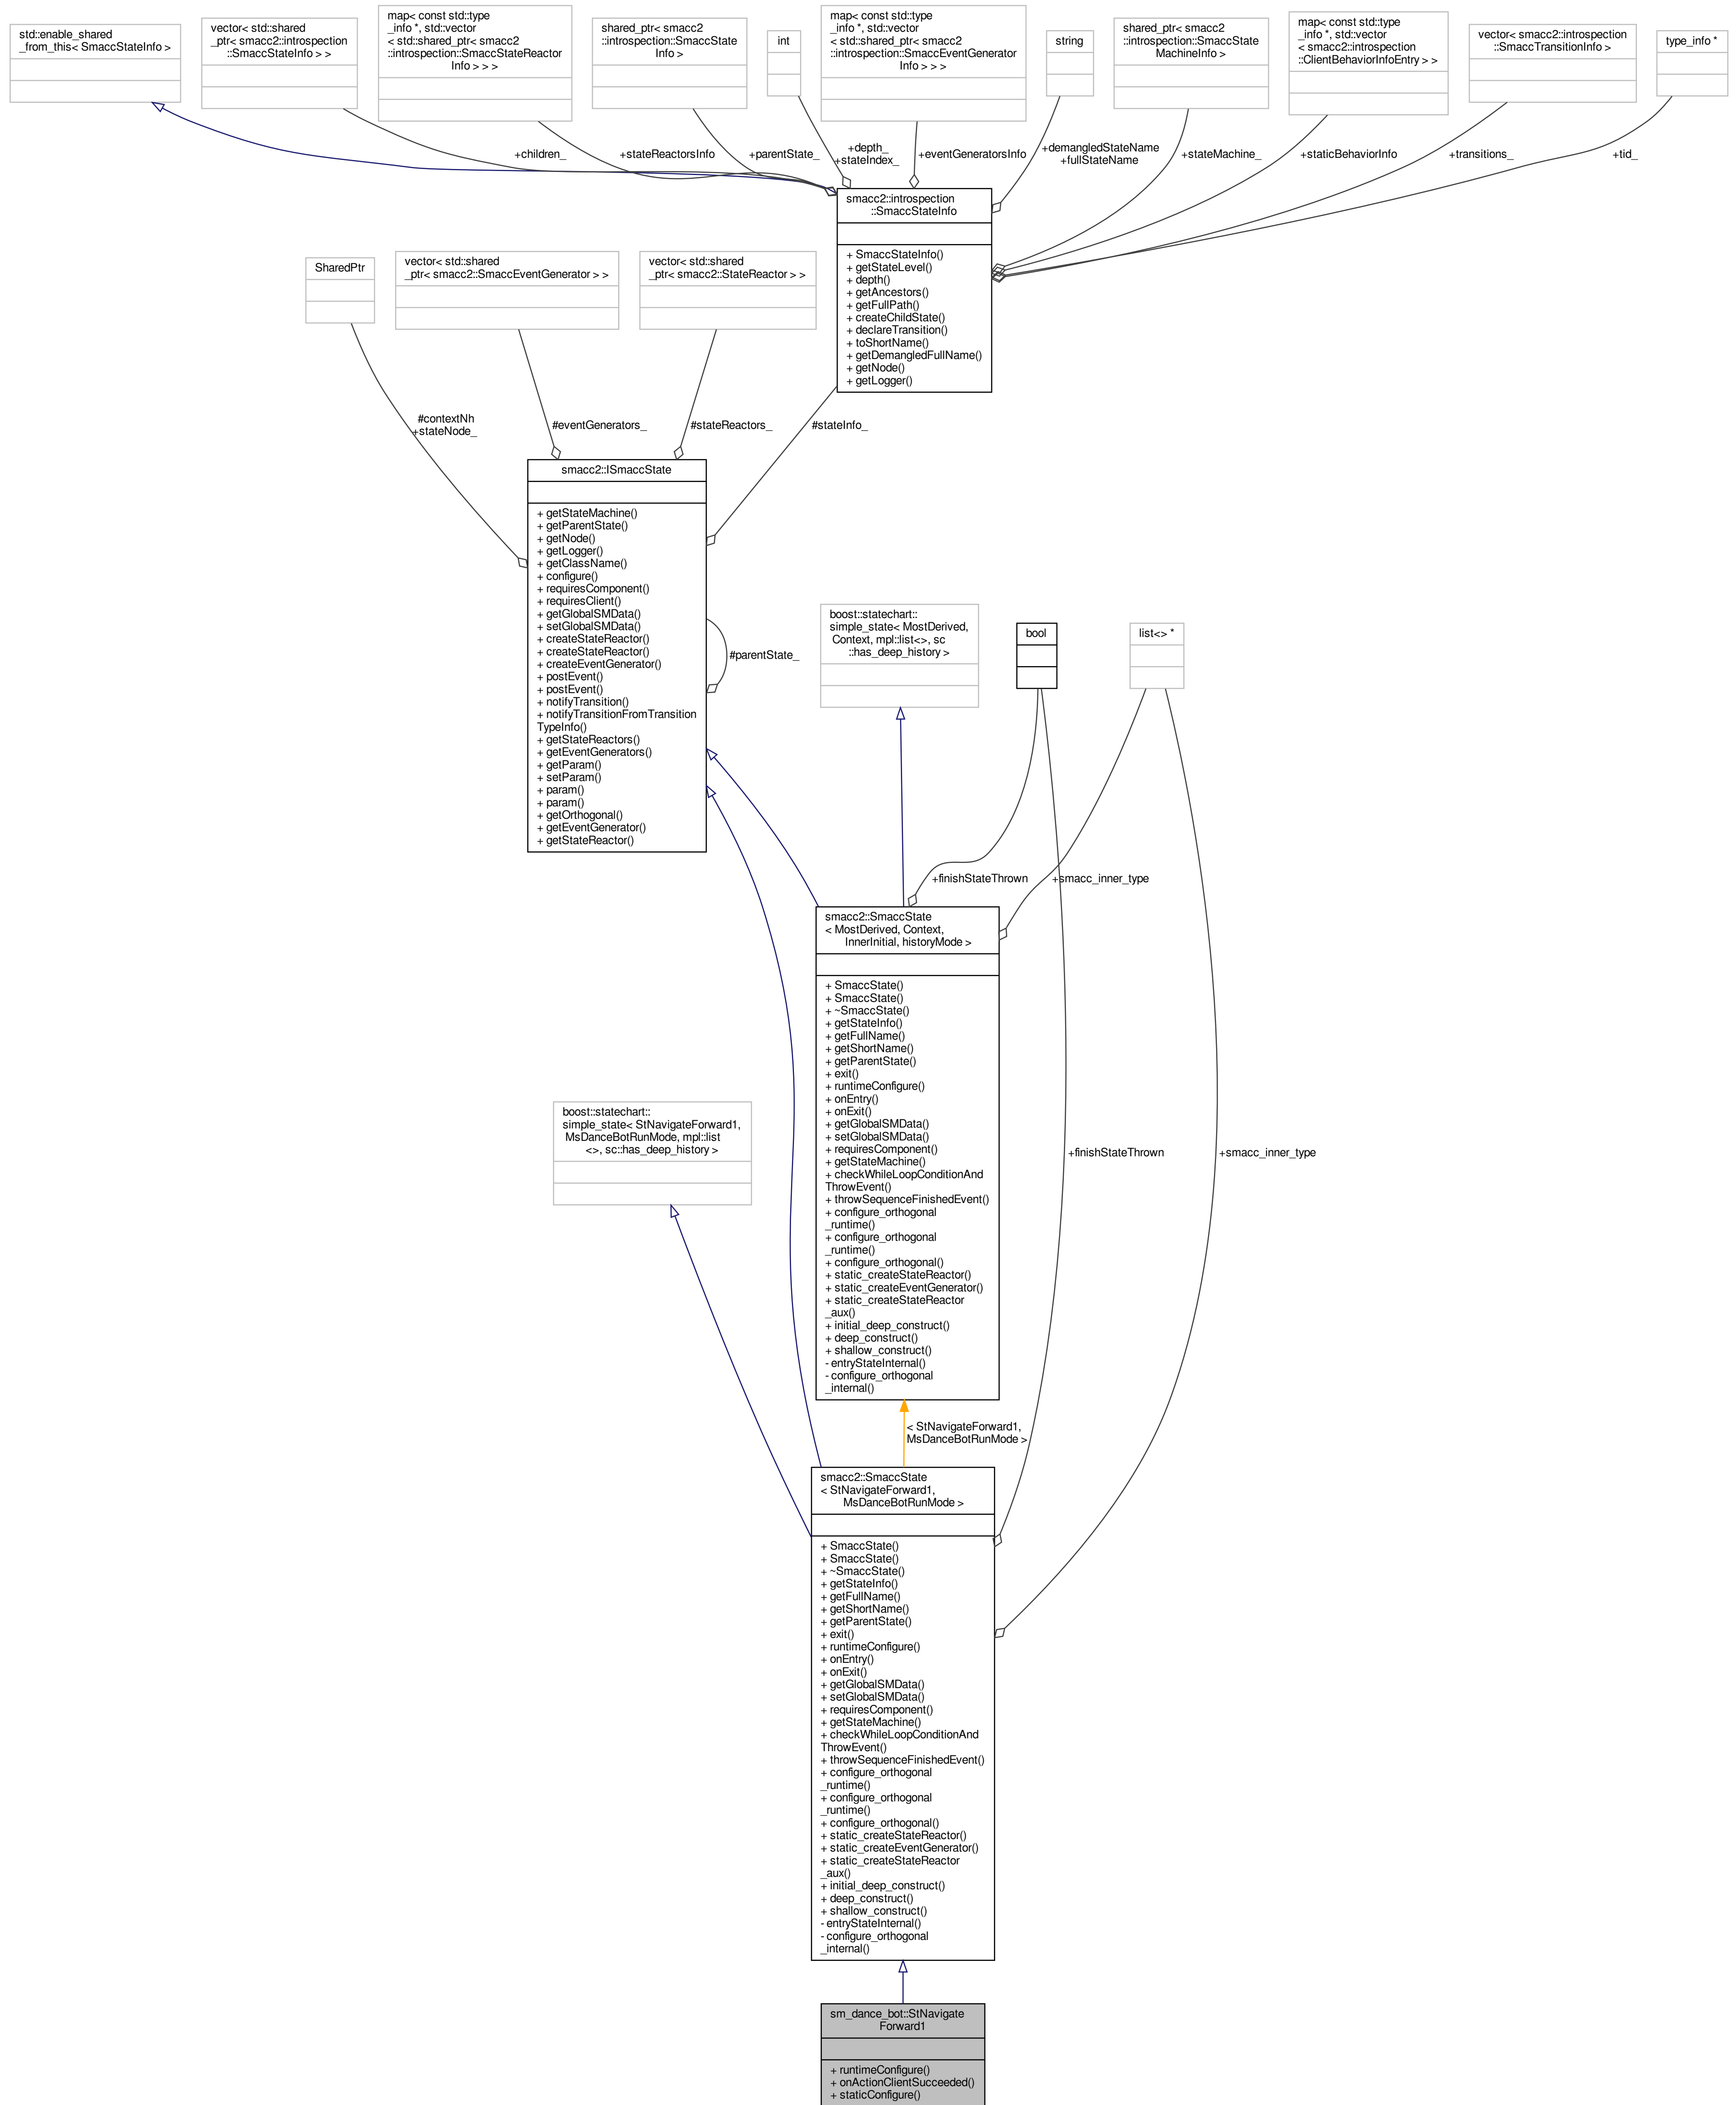 std::enable_shared
_from_this< SmaccStateInfo >
vector< std::shared
_ptr< smacc2::introspection
::SmaccStateInfo > >
map< const std::type
_info *, std::vector
< std::shared_ptr< smacc2
::introspection::SmaccStateReactor
Info > > >
shared_ptr< smacc2
::introspection::SmaccState
Info >
int
map< const std::type
_info *, std::vector
< std::shared_ptr< smacc2
::introspection::SmaccEventGenerator
Info > > >
string
shared_ptr< smacc2
::introspection::SmaccState
MachineInfo >
map< const std::type
_info *, std::vector
< smacc2::introspection
::ClientBehaviorInfoEntry > >
vector< smacc2::introspection
::SmaccTransitionInfo >
type_info *
+children_
+stateReactorsInfo
+parentState_
+depth_
+stateIndex_
+eventGeneratorsInfo
+demangledStateName
+fullStateName
+stateMachine_
+staticBehaviorInfo
+transitions_
+tid_
smacc2::introspection
::SmaccStateInfo
+ SmaccStateInfo()
+ getStateLevel()
+ depth()
+ getAncestors()
+ getFullPath()
+ createChildState()
+ declareTransition()
+ toShortName()
+ getDemangledFullName()
+ getNode()
+ getLogger()
SharedPtr
vector< std::shared
_ptr< smacc2::SmaccEventGenerator > >
vector< std::shared
_ptr< smacc2::StateReactor > >
#contextNh
+stateNode_
#eventGenerators_
#stateReactors_
#stateInfo_
smacc2::ISmaccState
+ getStateMachine()
+ getParentState()
+ getNode()
+ getLogger()
+ getClassName()
+ configure()
+ requiresComponent()
+ requiresClient()
+ getGlobalSMData()
+ setGlobalSMData()
+ createStateReactor()
+ createStateReactor()
+ createEventGenerator()
+ postEvent()
+ postEvent()
+ notifyTransition()
+ notifyTransitionFromTransition
TypeInfo()
+ getStateReactors()
+ getEventGenerators()
+ getParam()
+ setParam()
+ param()
+ param()
+ getOrthogonal()
+ getEventGenerator()
+ getStateReactor()
#parentState_
boost::statechart::
simple_state< MostDerived,
Context, mpl::list<>, sc
::has_deep_history >
bool
list<> *
+finishStateThrown
+smacc_inner_type
smacc2::SmaccState
< MostDerived, Context,
InnerInitial, historyMode >
+ SmaccState()
+ SmaccState()
+ ~SmaccState()
+ getStateInfo()
+ getFullName()
+ getShortName()
+ getParentState()
+ exit()
+ runtimeConfigure()
+ onEntry()
+ onExit()
+ getGlobalSMData()
+ setGlobalSMData()
+ requiresComponent()
+ getStateMachine()
+ checkWhileLoopConditionAnd
ThrowEvent()
+ throwSequenceFinishedEvent()
+ configure_orthogonal
_runtime()
+ configure_orthogonal
_runtime()
+ configure_orthogonal()
+ static_createStateReactor()
+ static_createEventGenerator()
+ static_createStateReactor
_aux()
+ initial_deep_construct()
+ deep_construct()
+ shallow_construct()
- entryStateInternal()
- configure_orthogonal
_internal()
boost::statechart::
simple_state< StNavigateForward1,
MsDanceBotRunMode, mpl::list
<>, sc::has_deep_history >
+finishStateThrown
+smacc_inner_type
< StNavigateForward1,
MsDanceBotRunMode >
smacc2::SmaccState
< StNavigateForward1,
MsDanceBotRunMode >
+ SmaccState()
+ SmaccState()
+ ~SmaccState()
+ getStateInfo()
+ getFullName()
+ getShortName()
+ getParentState()
+ exit()
+ runtimeConfigure()
+ onEntry()
+ onExit()
+ getGlobalSMData()
+ setGlobalSMData()
+ requiresComponent()
+ getStateMachine()
+ checkWhileLoopConditionAnd
ThrowEvent()
+ throwSequenceFinishedEvent()
+ configure_orthogonal
_runtime()
+ configure_orthogonal
_runtime()
+ configure_orthogonal()
+ static_createStateReactor()
+ static_createEventGenerator()
+ static_createStateReactor
_aux()
+ initial_deep_construct()
+ deep_construct()
+ shallow_construct()
- entryStateInternal()
- configure_orthogonal
_internal()
sm_dance_bot::StNavigate
Forward1
+ runtimeConfigure()
+ onActionClientSucceeded()
+ staticConfigure()